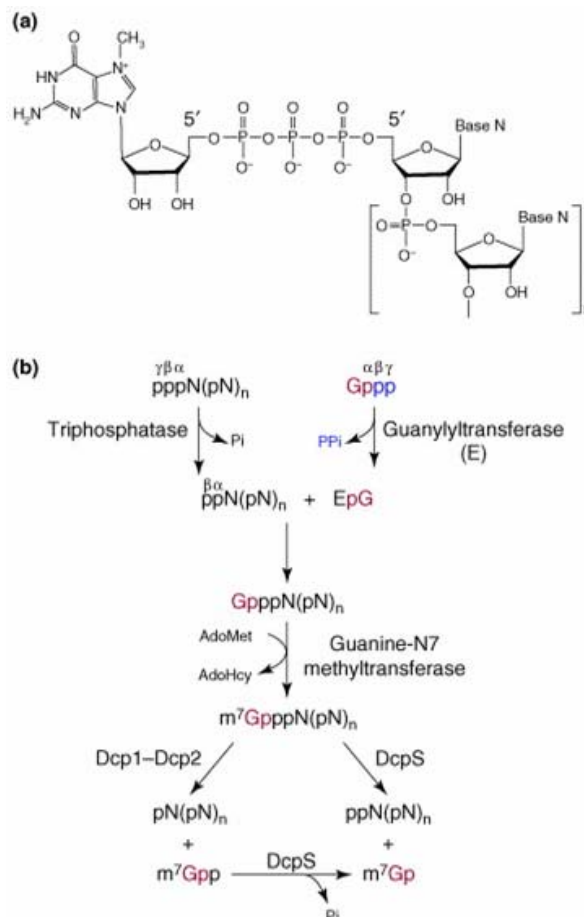 (a)
O
CH3
HN
N+
H2N
N
N
O
OH
OH
5′
O
O
O
O–P–O–P–O–P–O
O–
O–
O–
5′
O
Base N
O
OH
O=P–O
O–
O
Base N
O
OH
(b)
γβα
pppN(pN)n
αβγ
Gppp
Triphosphatase
Pi
PPi
Guanylyltransferase
(E)
βα
ppN(pN)n + EpG
GpppN(pN)n
AdoMet
AdoHcy
Guanine-N7
methyltransferase
m7GpppN(pN)n
Dcp1–Dcp2
DcpS
pN(pN)n
ppN(pN)n
+
+
m7Gpp
DcpS
m7Gp
Pi